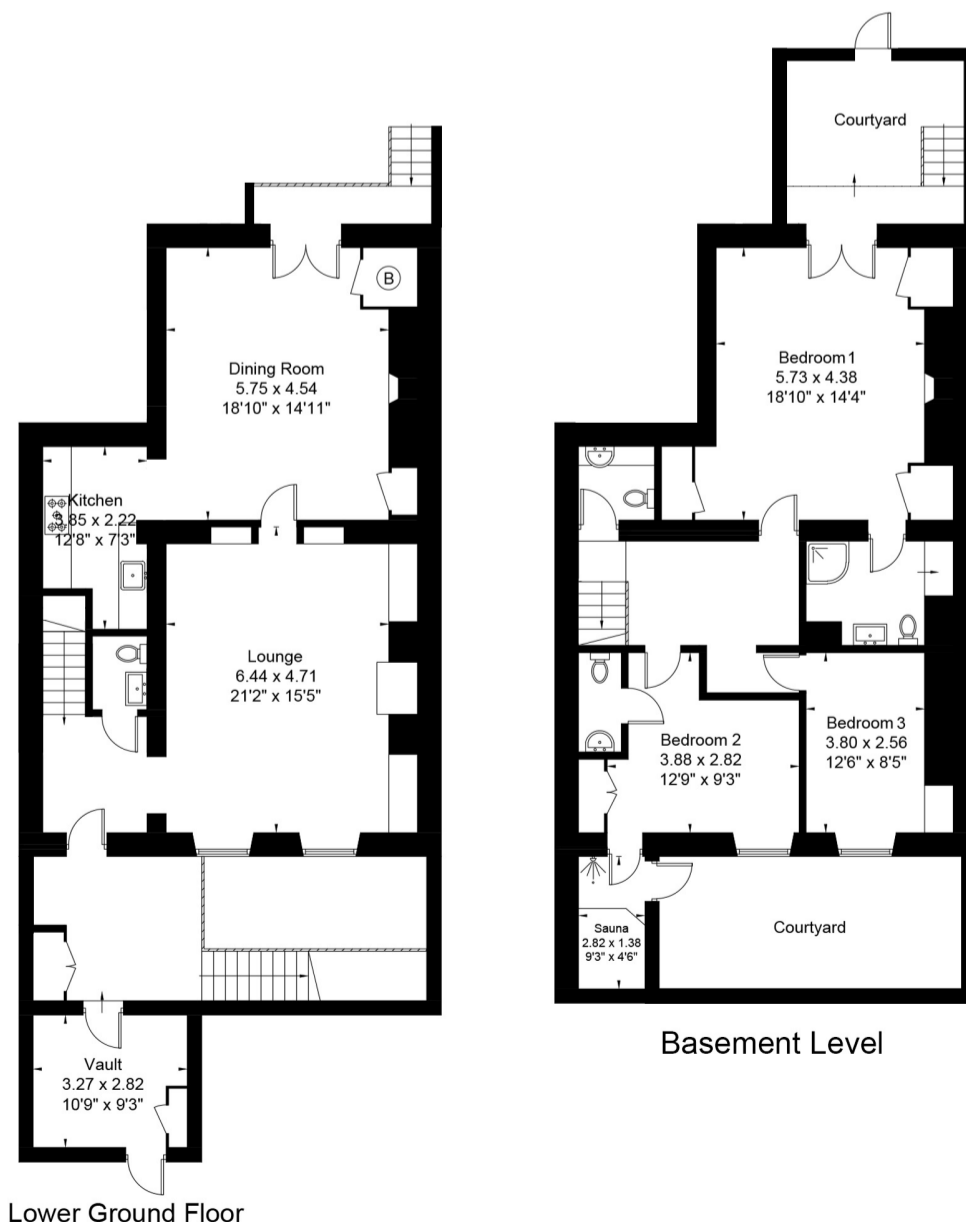 Courtyard
B
Dining Room
5.75 x 4.54
18'10" x 14'11"
Kitchen
3.85 x 2.22
12'8" x 7'3"
Lounge
6.44 x 4.71
21'2" x 15'5"
Vault
3.27 x 2.82
10'9" x 9'3"
Lower Ground Floor
Bedroom 1
5.73 x 4.38
18'10" x 14'4"
Bedroom 2
3.88 x 2.82
12'9" x 9'3"
Bedroom 3
3.80 x 2.56
12'6" x 8'5"
Sauna
2.82 x 1.38
9'3" x 4'6"
Courtyard
Basement Level